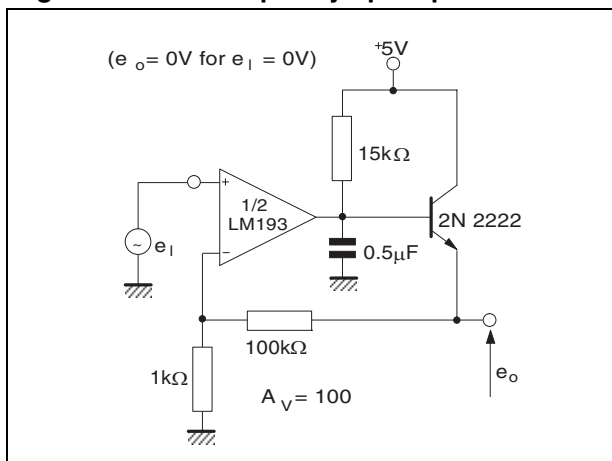 (e o = 0V for e I = 0V)
+5V
15kΩ
+
1/2
LM193
−
2N 2222
~
e I
0.5µF
100kΩ
1kΩ
A V = 100
e o